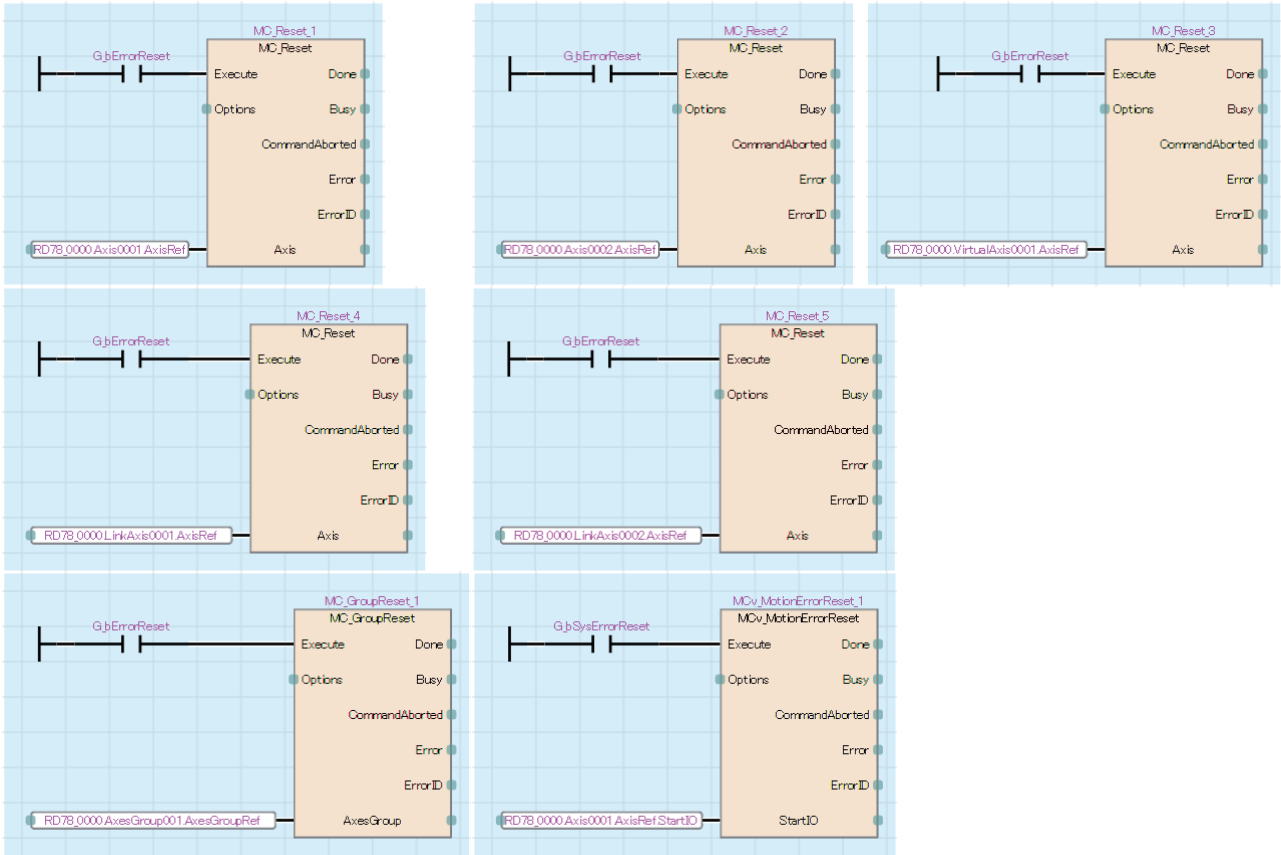 MC_Reset_1
MC_Reset
G_bErrorReset
Execute
Done
Options
Busy
CommandAborted
Error
ErrorID
RD78_0000.Axis0001.AxisRef
Axis
MC_Reset_2
MC_Reset
G_bErrorReset
Execute
Done
Options
Busy
CommandAborted
Error
ErrorID
RD78_0000.Axis0002.AxisRef
Axis
MC_Reset_3
MC_Reset
G_bErrorReset
Execute
Done
Options
Busy
CommandAborted
Error
ErrorID
RD78_0000.VirtualAxis0001.AxisRef
Axis
MC_Reset_4
MC_Reset
G_bErrorReset
Execute
Done
Options
Busy
CommandAborted
Error
ErrorID
RD78_0000.LinkAxis0001.AxisRef
Axis
MC_Reset_5
MC_Reset
G_bErrorReset
Execute
Done
Options
Busy
CommandAborted
Error
ErrorID
RD78_0000.LinkAxis0002.AxisRef
Axis
MC_GroupReset_1
MC_GroupReset
G_bErrorReset
Execute
Done
Options
Busy
CommandAborted
Error
ErrorID
RD78_0000.AxesGroup001.AxesGroupRef
AxesGroup
MCv_MotionErrorReset_1
MCv_MotionErrorReset
G_bSysErrorReset
Execute
Done
Options
Busy
CommandAborted
Error
ErrorID
RD78_0000.Axis0001.AxisRef.StartIO
StartIO